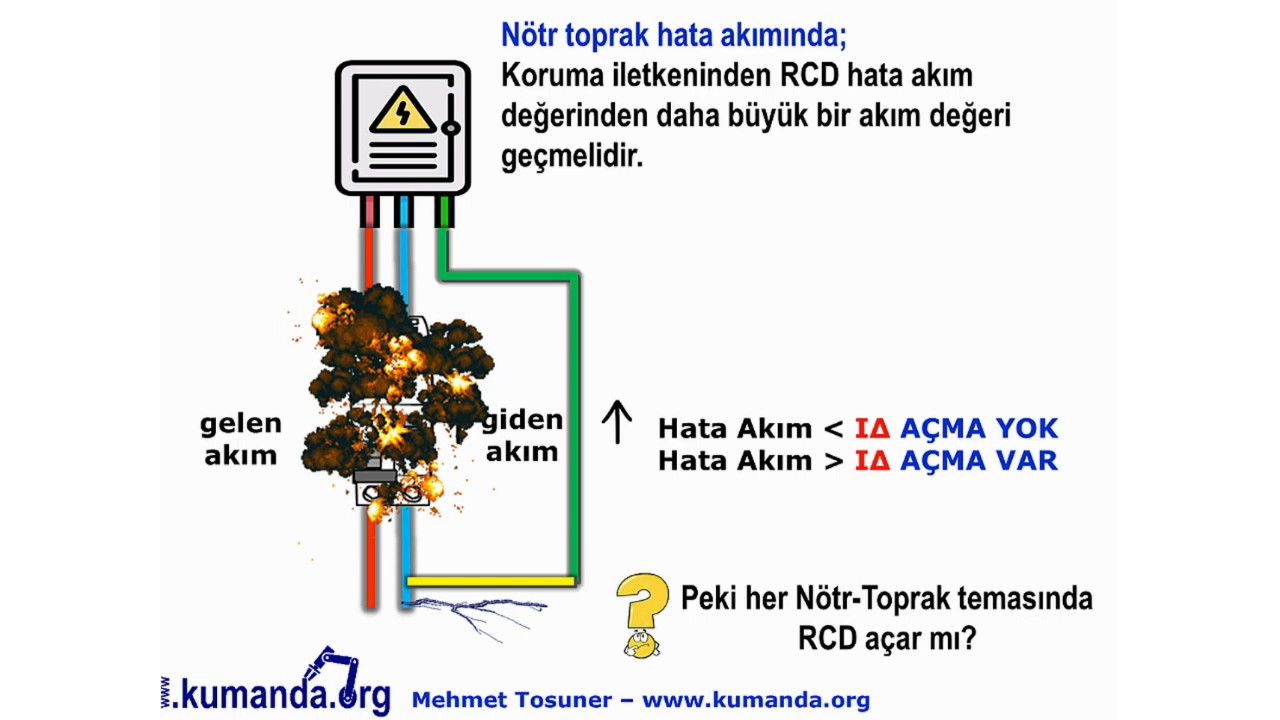 Nötr toprak hata akımında;
Koruma iletkeninden RCD hata akım
değerinden daha büyük bir akım değeri
geçmelidir.
gelen
akım
giden
akım
Hata Akım < I∆ AÇMA YOK
Hata Akım > I∆ AÇMA VAR
Peki her Nötr-Toprak temasında
RCD açar mı?
www.kumanda.org
Mehmet Tosuner – www.kumanda.org